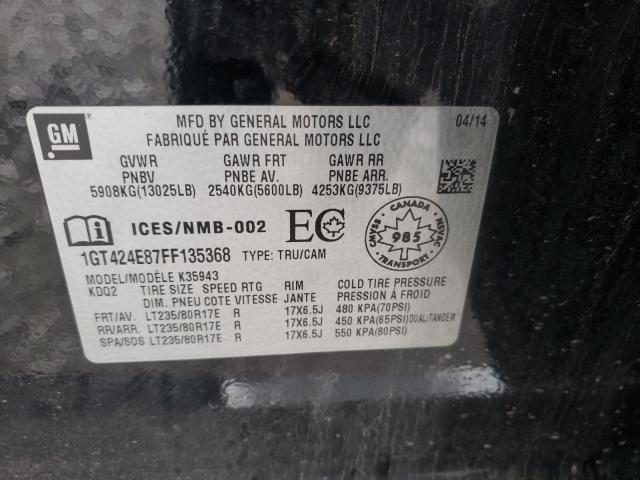 GM
MFD BY GENERAL MOTORS LLC 04/14
FABRIQUÉ PAR GENERAL MOTORS LLC
GVWR GAWR FRT GAWR RR
PNBV PNBE AV. PNBE ARR.
5908KG(13025LB) 2540KG(5600LB) 4253KG(9375LB)
i ICES/NMB-002 EC
CANADA
CMVSS 985 NSVAC
TRANSPORT
1GT424E87FF135368 TYPE: TRU/CAM
MODEL/MODÈLE K35943
KDQ2 TIRE SIZE SPEED RTG RIM COLD TIRE PRESSURE
DIM. PNEU COTE VITESSE JANTE PRESSION À FROID
FRT/AV. LT235/80R17E R 17X6.5J 480 KPA(70PSI)
RR/ARR. LT235/80R17E R 17X6.5J 450 KPA(65PSI)DUAL/TANDEM
SPA/SOS LT235/80R17E R 17X6.5J 550 KPA(80PSI)